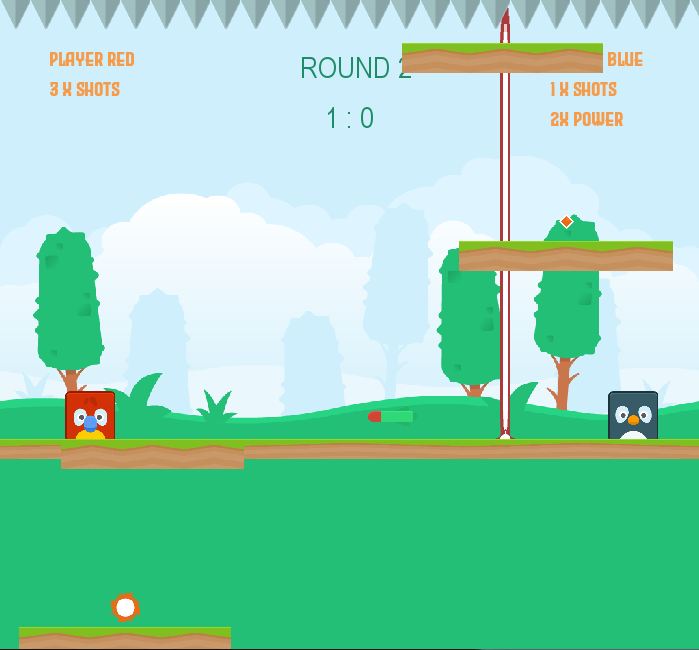 PLAYER RED
3 X SHOTS
ROUND 2
1 : 0
BLUE
1 X SHOTS
2X POWER